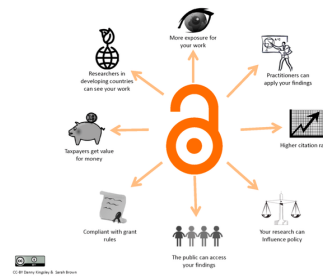 More exposure for
your work
Researchers in
developing countries
can see your work
Practitioners can
apply your findings
Taxpayers get value
for money
Higher citation ra
Compliant with grant
rules
Your research can
Influence policy
The public can access
your findings
CC-BY Danny Kingsley & Sarah Brown